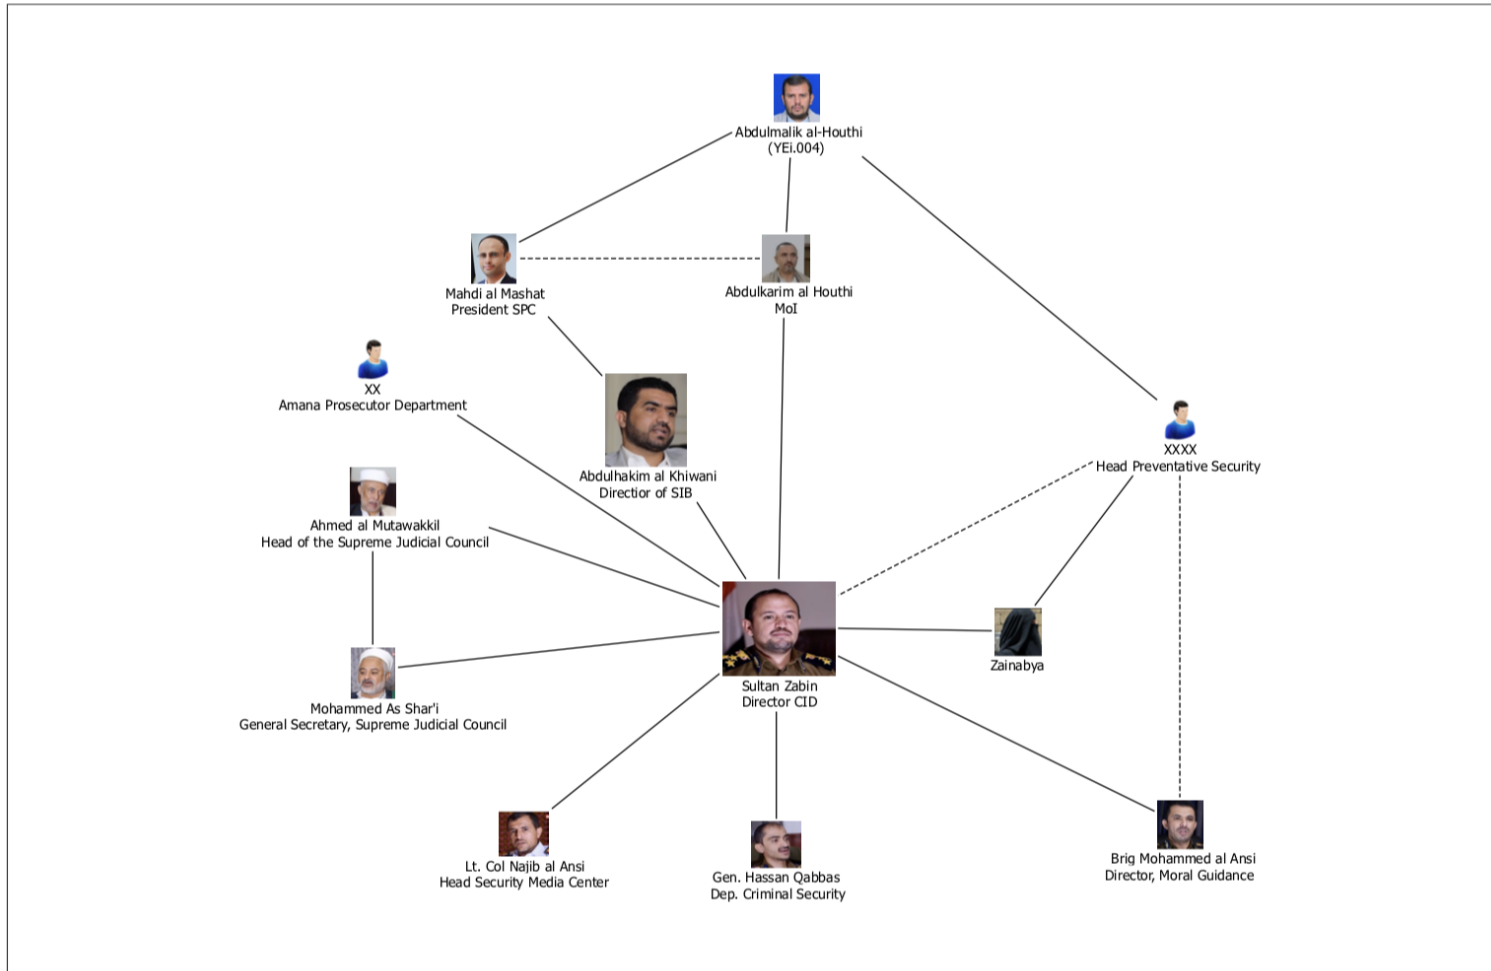 Abdulmalik al-Houthi
(YEi.004)
Mahdi al Mashat
President SPC
Abdulkarim al Houthi
MoI
XX
Amana Prosecutor Department
Abdulhakim al Khiwani
Directior of SIB
XXXX
Head Preventative Security
Ahmed al Mutawakkil
Head of the Supreme Judicial Council
Zainabya
Sultan Zabin
Director CID
Mohammed As Shar'i
General Secretary, Supreme Judicial Council
Lt. Col Najib al Ansi
Head Security Media Center
Gen. Hassan Qabbas
Dep. Criminal Security
Brig Mohammed al Ansi
Director, Moral Guidance